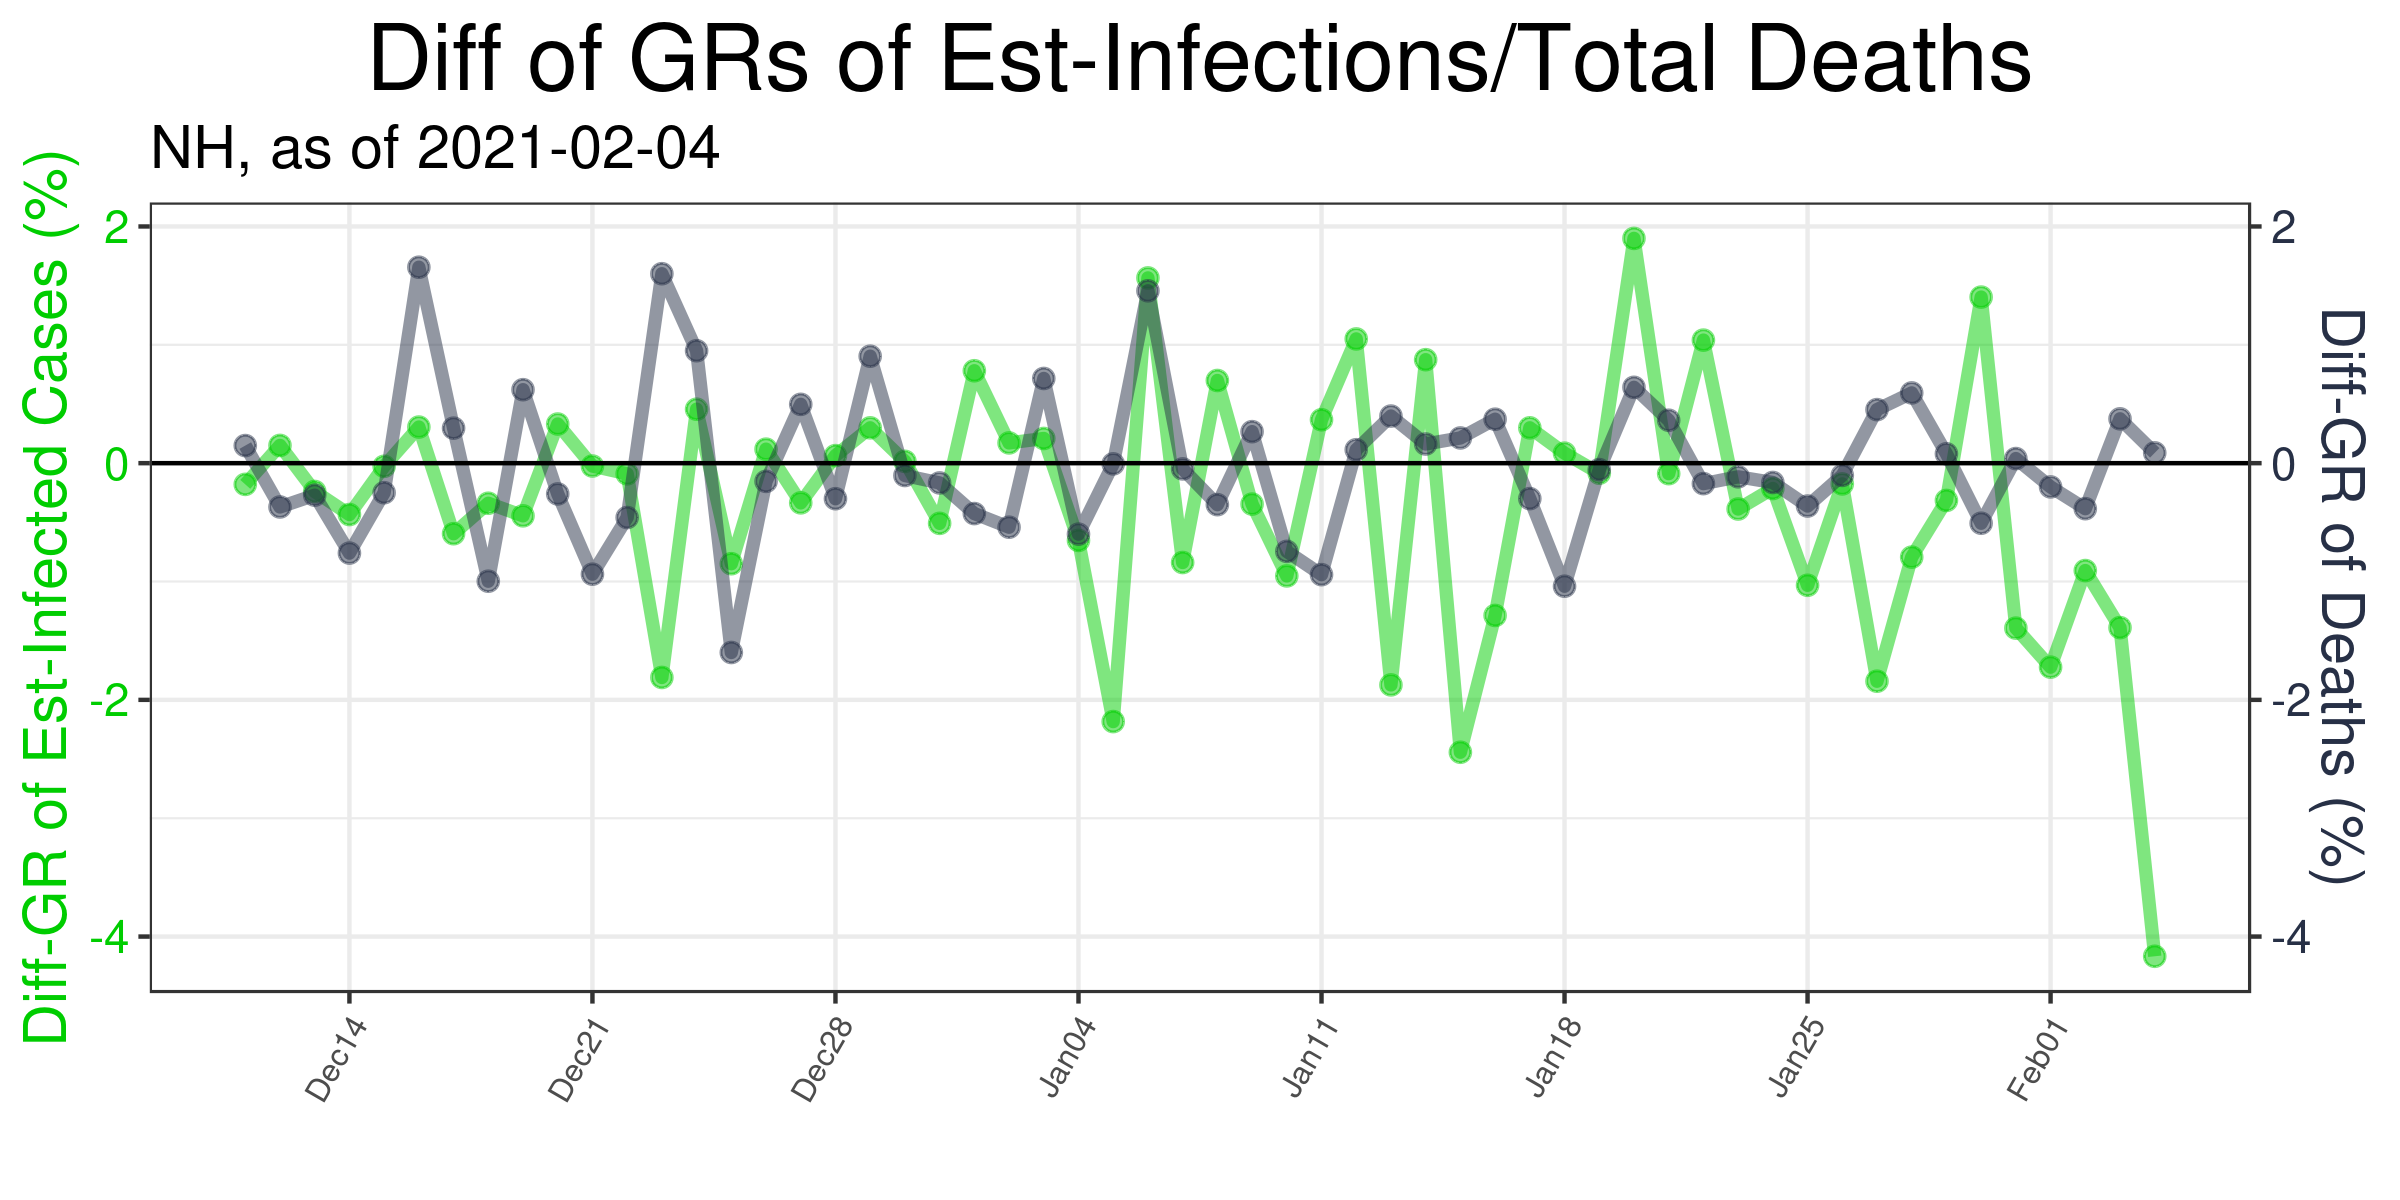 Diff of GRs of Est-Infections/Total Deaths
NH, as of 2021-02-04
Diff-GR of Est-Infected Cases (%)
2
0
-2
-4
2
0
-2
-4
Diff-GR of Deaths (%)
Dec14
Dec21
Dec28
Jan04
Jan11
Jan18
Jan25
Feb01